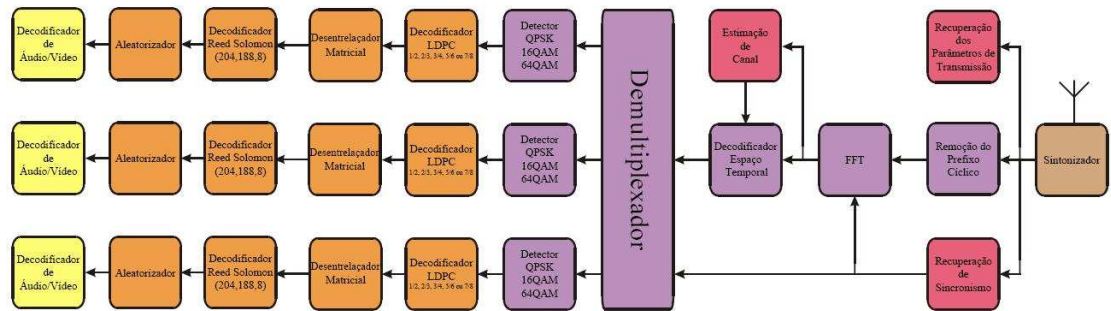 Decodificador
de
Áudio/Vídeo
Aleatorizador
Decodificador
Reed Solomon
(204,188,8)
Desentrelaçador
Matricial
Decodificador
LDPC
1/2, 2/3, 3/4, 5/6 ou 7/8
Detector
QPSK
16QAM
64QAM
Demultiplexador
Estimação
de
Canal
Recuperação
dos
Parâmetros de
Transmissão
Decodificador
de
Áudio/Vídeo
Aleatorizador
Decodificador
Reed Solomon
(204,188,8)
Desentrelaçador
Matricial
Decodificador
LDPC
1/2, 2/3, 3/4, 5/6 ou 7/8
Detector
QPSK
16QAM
64QAM
Decodificador
Espaço
Temporal
FFT
Remoção do
Prefixo
Cíclico
Sintonizador
Decodificador
de
Áudio/Vídeo
Aleatorizador
Decodificador
Reed Solomon
(204,188,8)
Desentrelaçador
Matricial
Decodificador
LDPC
1/2, 2/3, 3/4, 5/6 ou 7/8
Detector
QPSK
16QAM
64QAM
Recuperação
de
Sincronismo